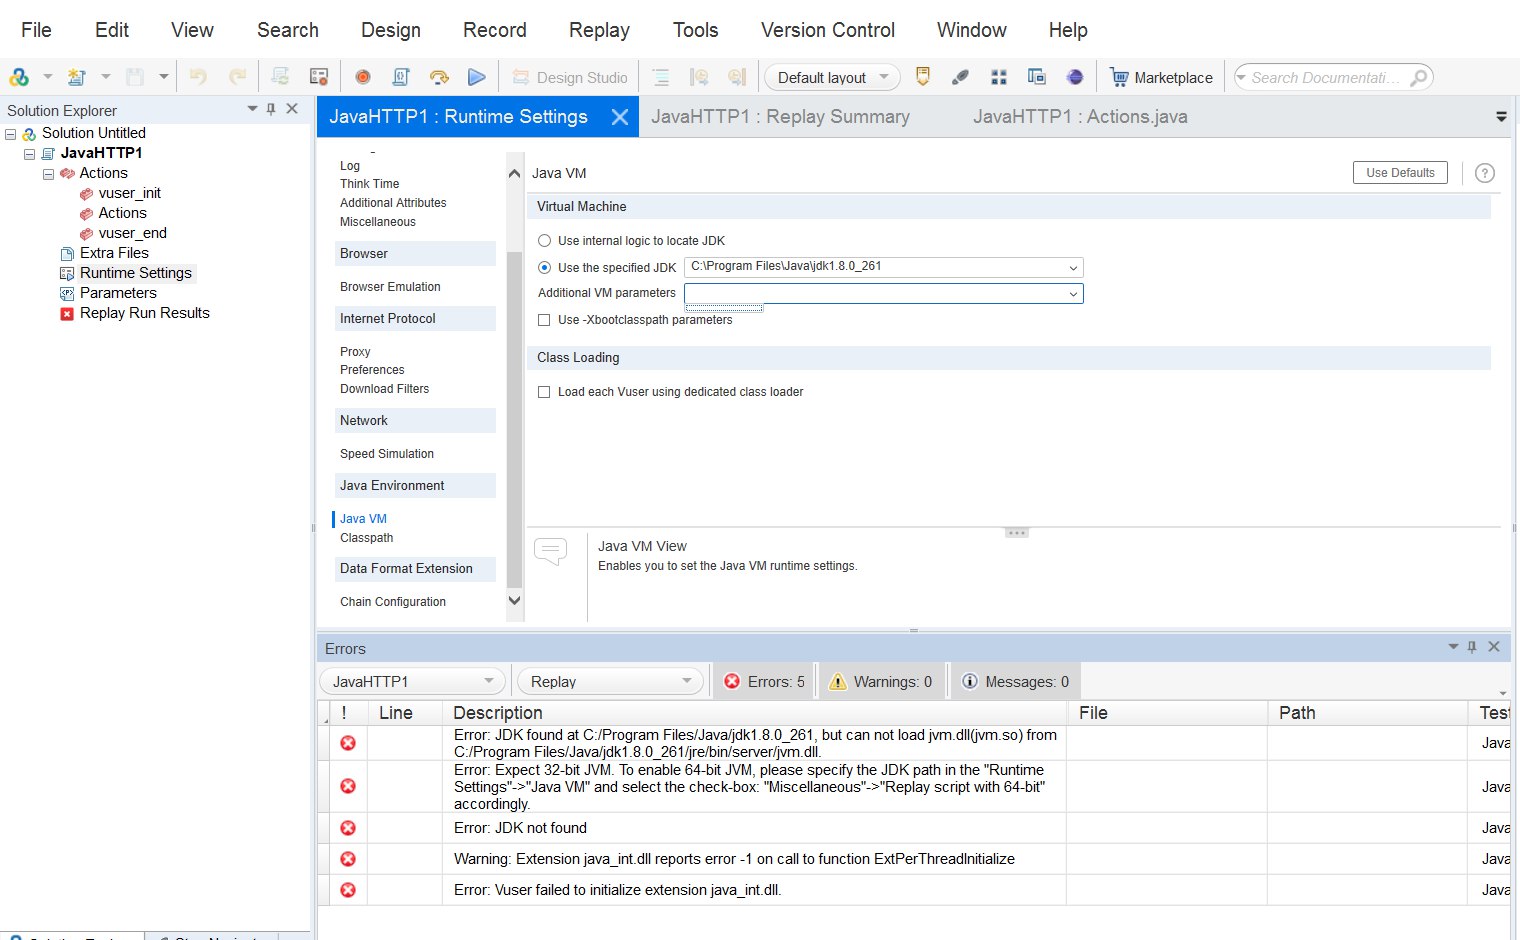 File Edit View Search Design Record Replay Tools Version Control Window Help
Design Studio Default layout Marketplace Search Documentati...
Solution Explorer
Solution Untitled
JavaHTTP1
Actions
vuser_init
Actions
vuser_end
Extra Files
Runtime Settings
Parameters
Replay Run Results
JavaHTTP1 : Runtime Settings JavaHTTP1 : Replay Summary JavaHTTP1 : Actions.java
Log
Think Time
Additional Attributes
Miscellaneous
Browser
Browser Emulation
Internet Protocol
Proxy
Preferences
Download Filters
Network
Speed Simulation
Java Environment
Java VM
Classpath
Data Format Extension
Chain Configuration
Java VM Use Defaults ?
Virtual Machine
Use internal logic to locate JDK
Use the specified JDK C:\Program Files\Java\jdk1.8.0_261
Additional VM parameters
Use -Xbootclasspath parameters
Class Loading
Load each Vuser using dedicated class loader
Java VM View
Enables you to set the Java VM runtime settings.
Errors
JavaHTTP1 Replay Errors: 5 Warnings: 0 Messages: 0
! Line Description File Path Test
Error: JDK found at C:/Program Files/Java/jdk1.8.0_261, but can not load jvm.dll(jvm.so) from
C:/Program Files/Java/jdk1.8.0_261/jre/bin/server/jvm.dll.
Java
Error: Expect 32-bit JVM. To enable 64-bit JVM, please specify the JDK path in the "Runtime
Settings"->"Java VM" and select the check-box: "Miscellaneous"->"Replay script with 64-bit"
accordingly.
Java
Error: JDK not found Java
Warning: Extension java_int.dll reports error -1 on call to function ExtPerThreadInitialize Java
Error: Vuser failed to initialize extension java_int.dll. Java